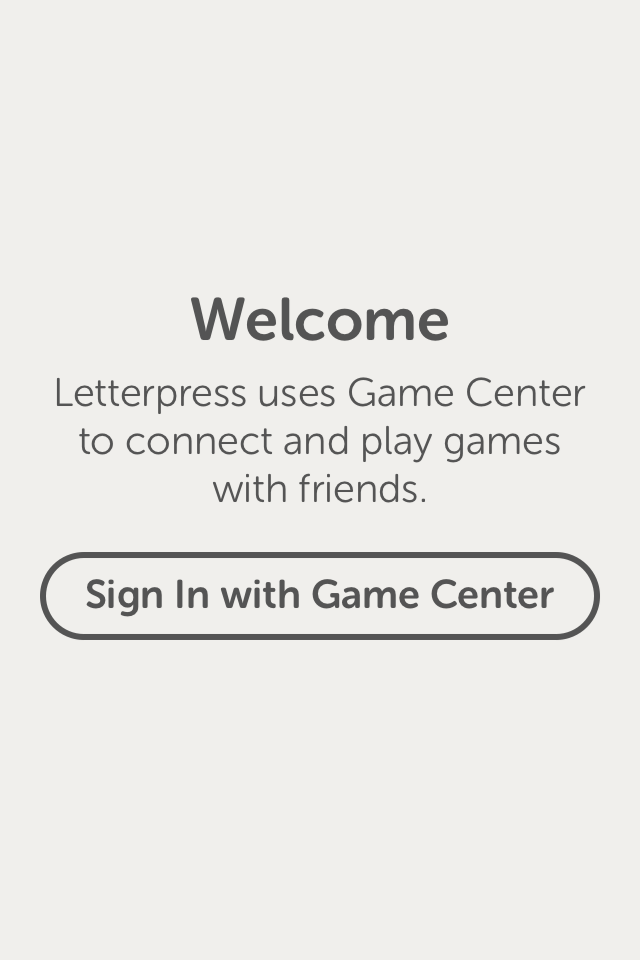 Welcome
Letterpress uses Game Center
to connect and play games
with friends.
Sign In with Game Center